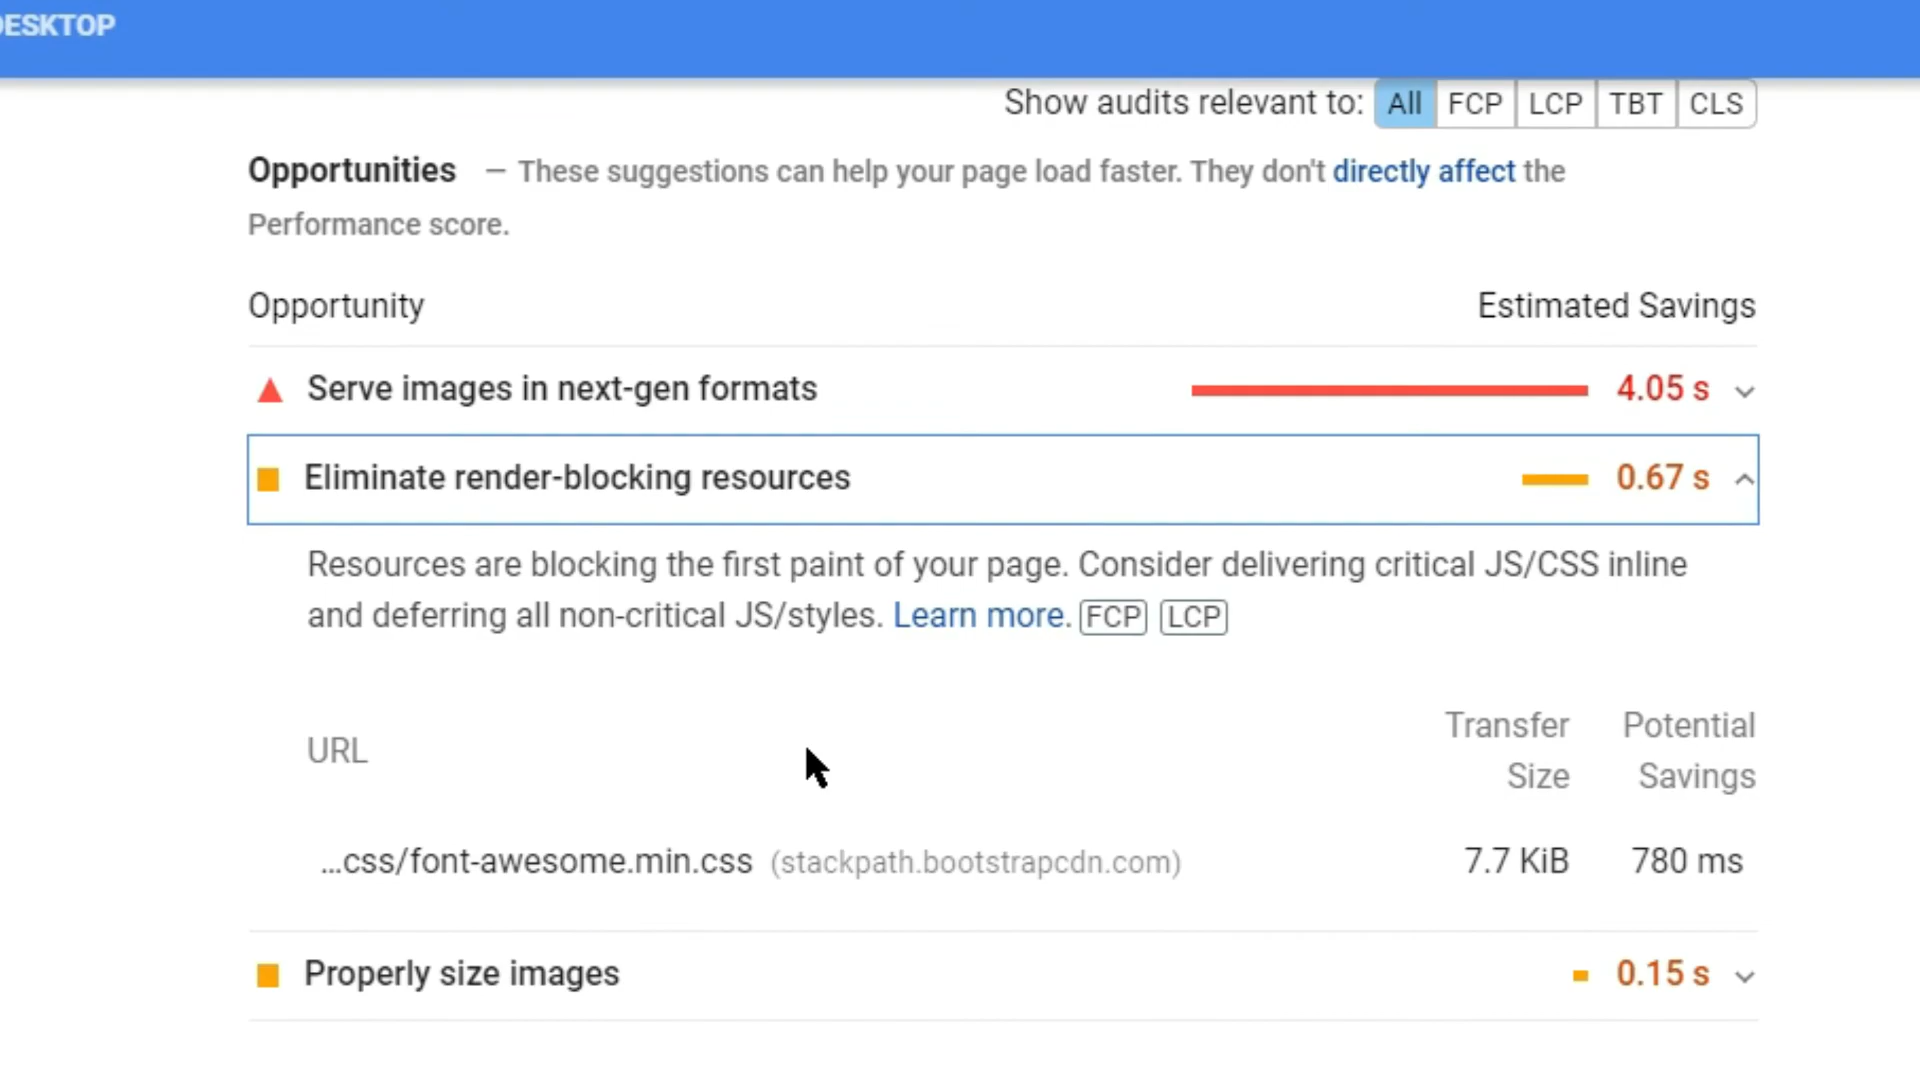 DESKTOP
Show audits relevant to: All FCP LCP TBT CLS
Opportunities — These suggestions can help your page load faster. They don't directly affect the
Performance score.
Opportunity Estimated Savings
Serve images in next-gen formats 4.05 s
Eliminate render-blocking resources 0.67 s
Resources are blocking the first paint of your page. Consider delivering critical JS/CSS inline
and deferring all non-critical JS/styles. Learn more. FCP LCP
URL Transfer Size Potential Savings
...css/font-awesome.min.css (stackpath.bootstrapcdn.com) 7.7 KiB 780 ms
Properly size images 0.15 s